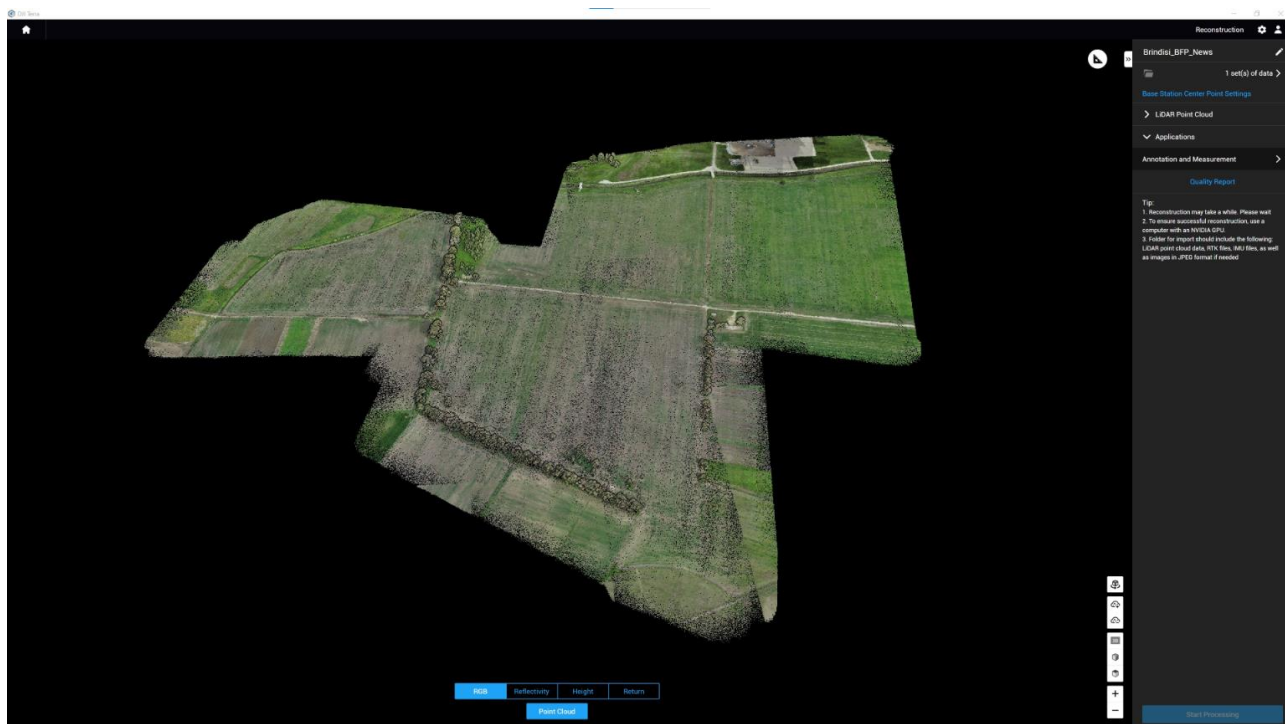 DJI Terra
Reconstruction
Brindisi_BFP_News
1 set(s) of data
Base Station Center Point Settings
LiDAR Point Cloud
Applications
Annotation and Measurement
Quality Report
Tip:
1. Reconstruction may take a while. Please wait
2. To ensure successful reconstruction, use a
computer with an NVIDIA GPU.
3. Folder for import should include the following:
LiDAR point cloud data, RTK files, IMU files, as well
as images in JPEG format if needed
RGB
Reflectivity
Height
Return
Point Cloud
Start Processing